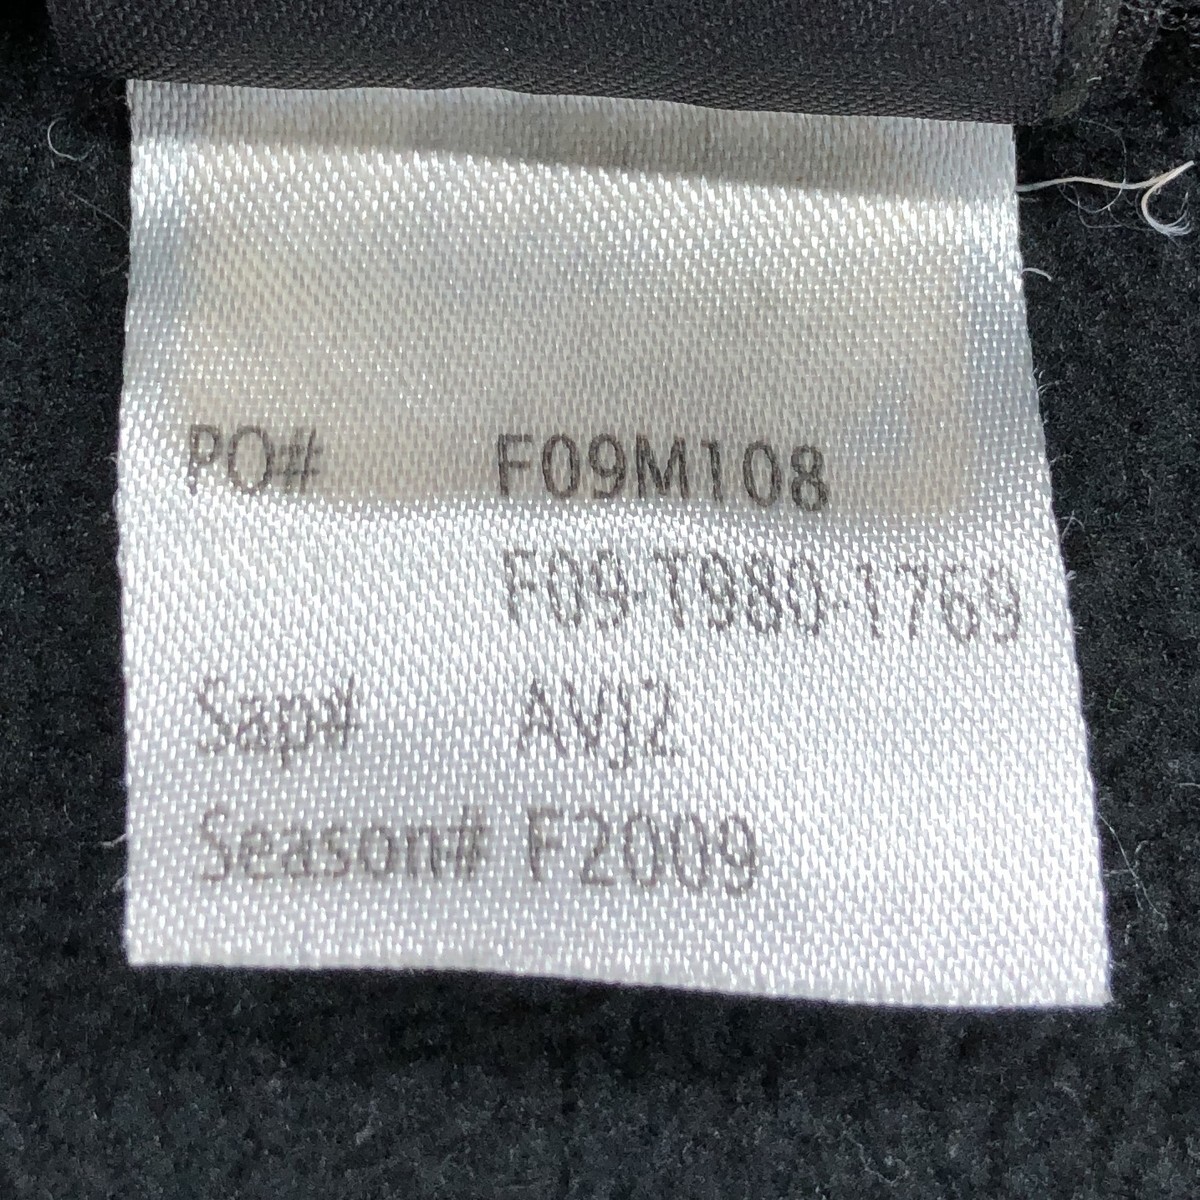 PO# F09M108
F09-T980-1769
Sap# AVJ2
Season# F2009